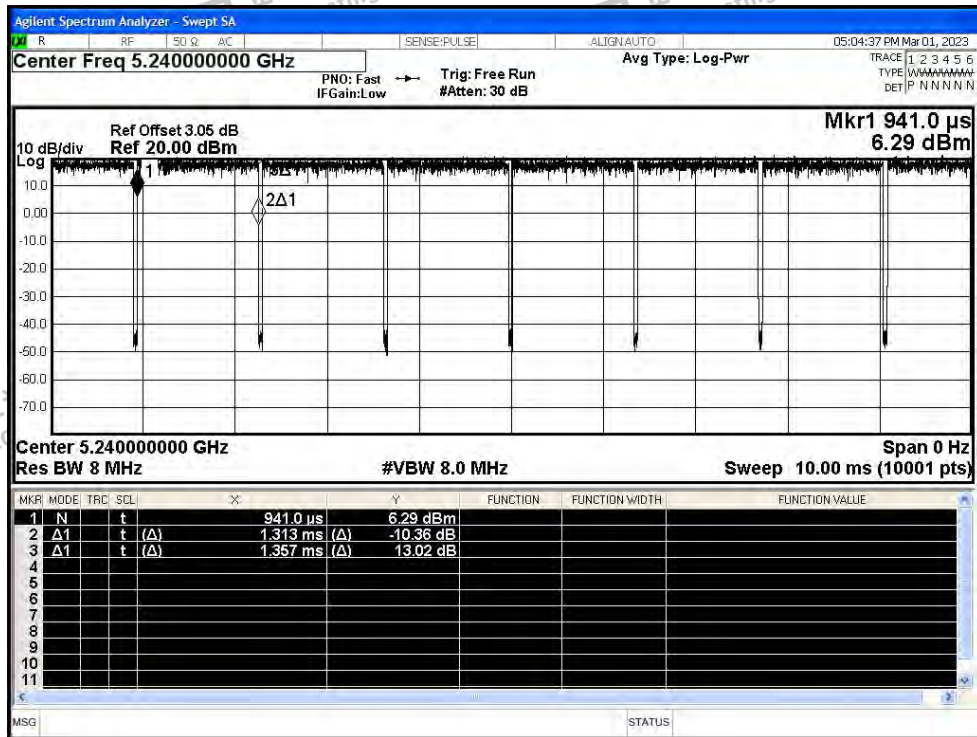 Agilent Spectrum Analyzer - Swept SA
LXI R RF 50 Ω AC SENSE:PULSE ALIGNAUTO 05:04:37 PM Mar 01, 2023
Center Freq 5.240000000 GHz
PNO: Fast
IFGain:Low
Trig: Free Run
#Atten: 30 dB
Avg Type: Log-Pwr
TRACE 1 2 3 4 5 6
TYPE WWWWWW
DET P N N N N N
Mkr1 941.0 µs
6.29 dBm
Ref Offset 3.05 dB
10 dB/div Ref 20.00 dBm
Log
1
3Δ1
10.0
2Δ1
0.00
-10.0
-20.0
-30.0
-40.0
-50.0
-60.0
-70.0
Center 5.240000000 GHz Span 0 Hz
Res BW 8 MHz #VBW 8.0 MHz Sweep 10.00 ms (10001 pts)
MKR MODE TRC SCL X Y FUNCTION FUNCTION WIDTH FUNCTION VALUE
1 N t 941.0 µs 6.29 dBm
2 Δ1 t (Δ) 1.313 ms (Δ) -10.36 dB
3 Δ1 t (Δ) 1.357 ms (Δ) 13.02 dB
4
5
6
7
8
9
10
11
MSG STATUS